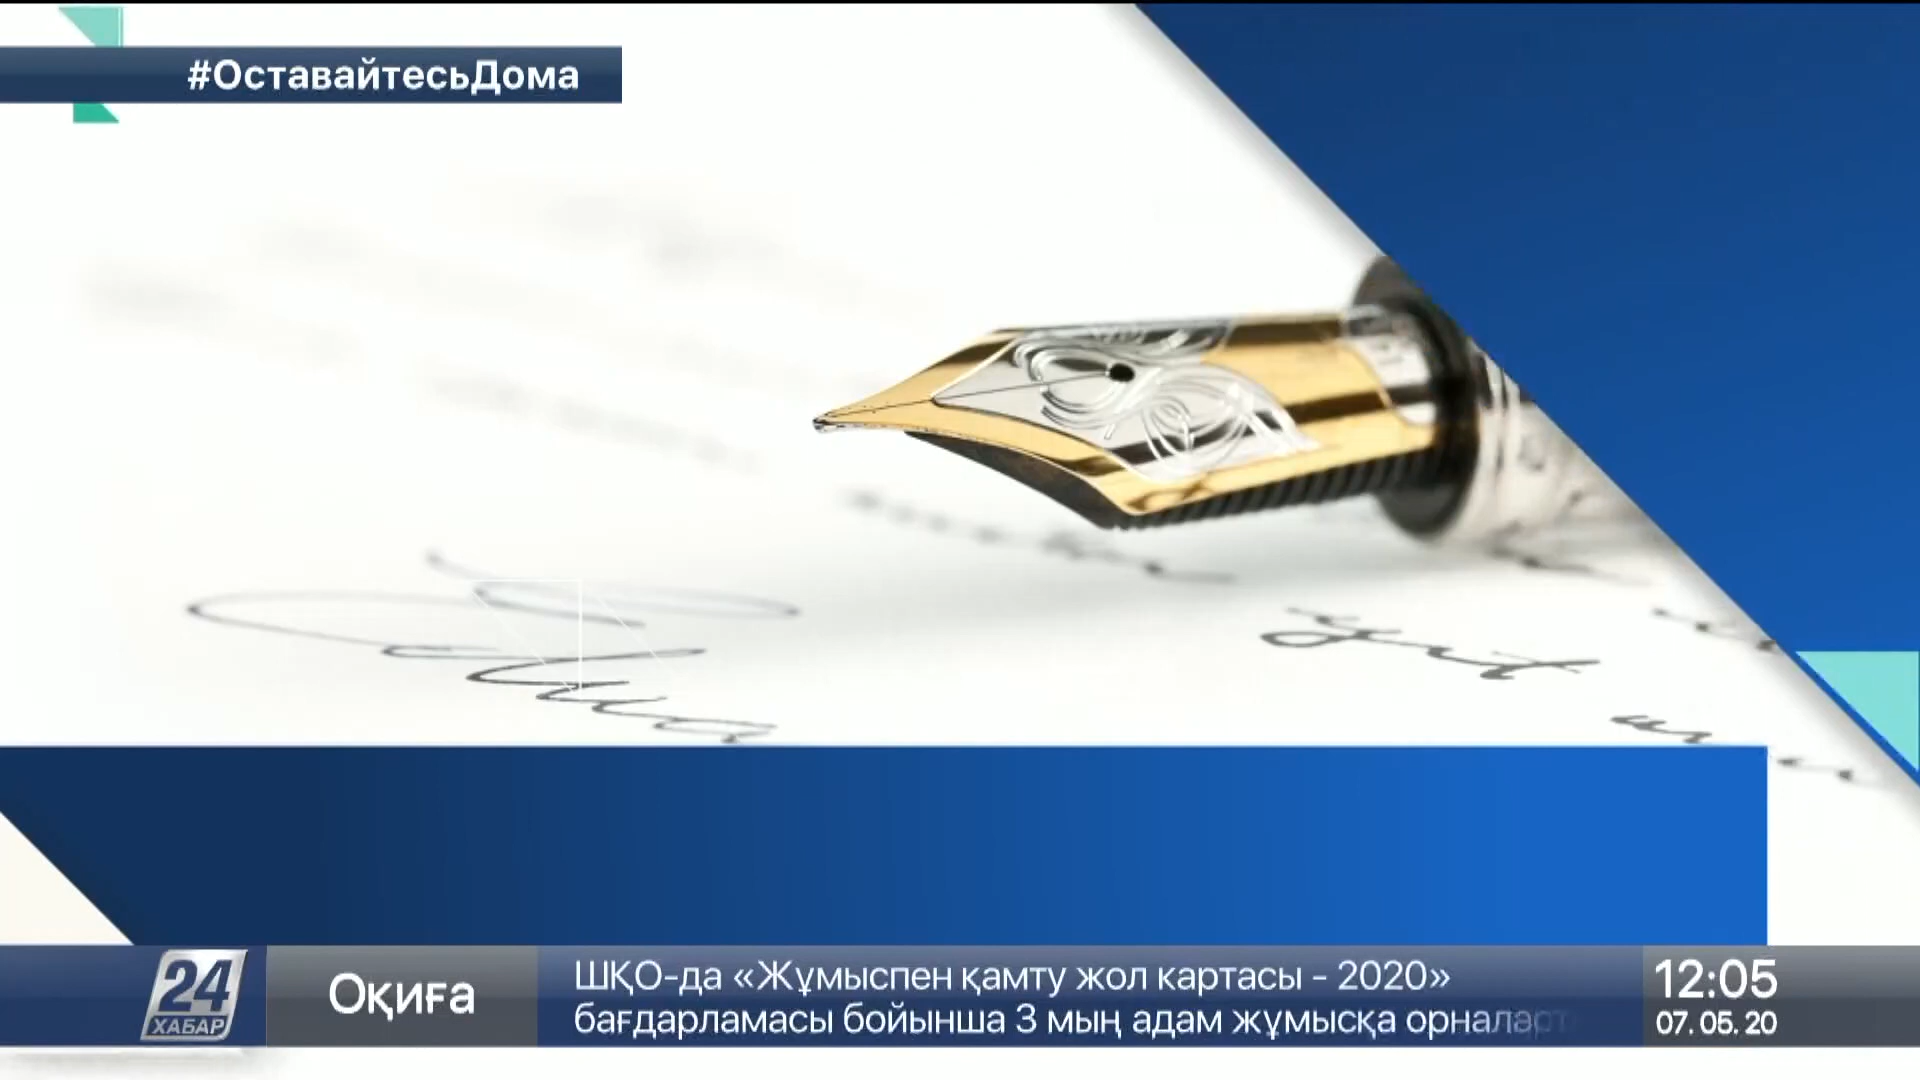 #ОставайтесьДома
24
ХАБАР
Оқиға
ШҚО-да «Жұмыспен қамту жол картасы - 2020»
бағдарламасы бойынша 3 мың адам жұмысқа
12:05
07. 05. 20